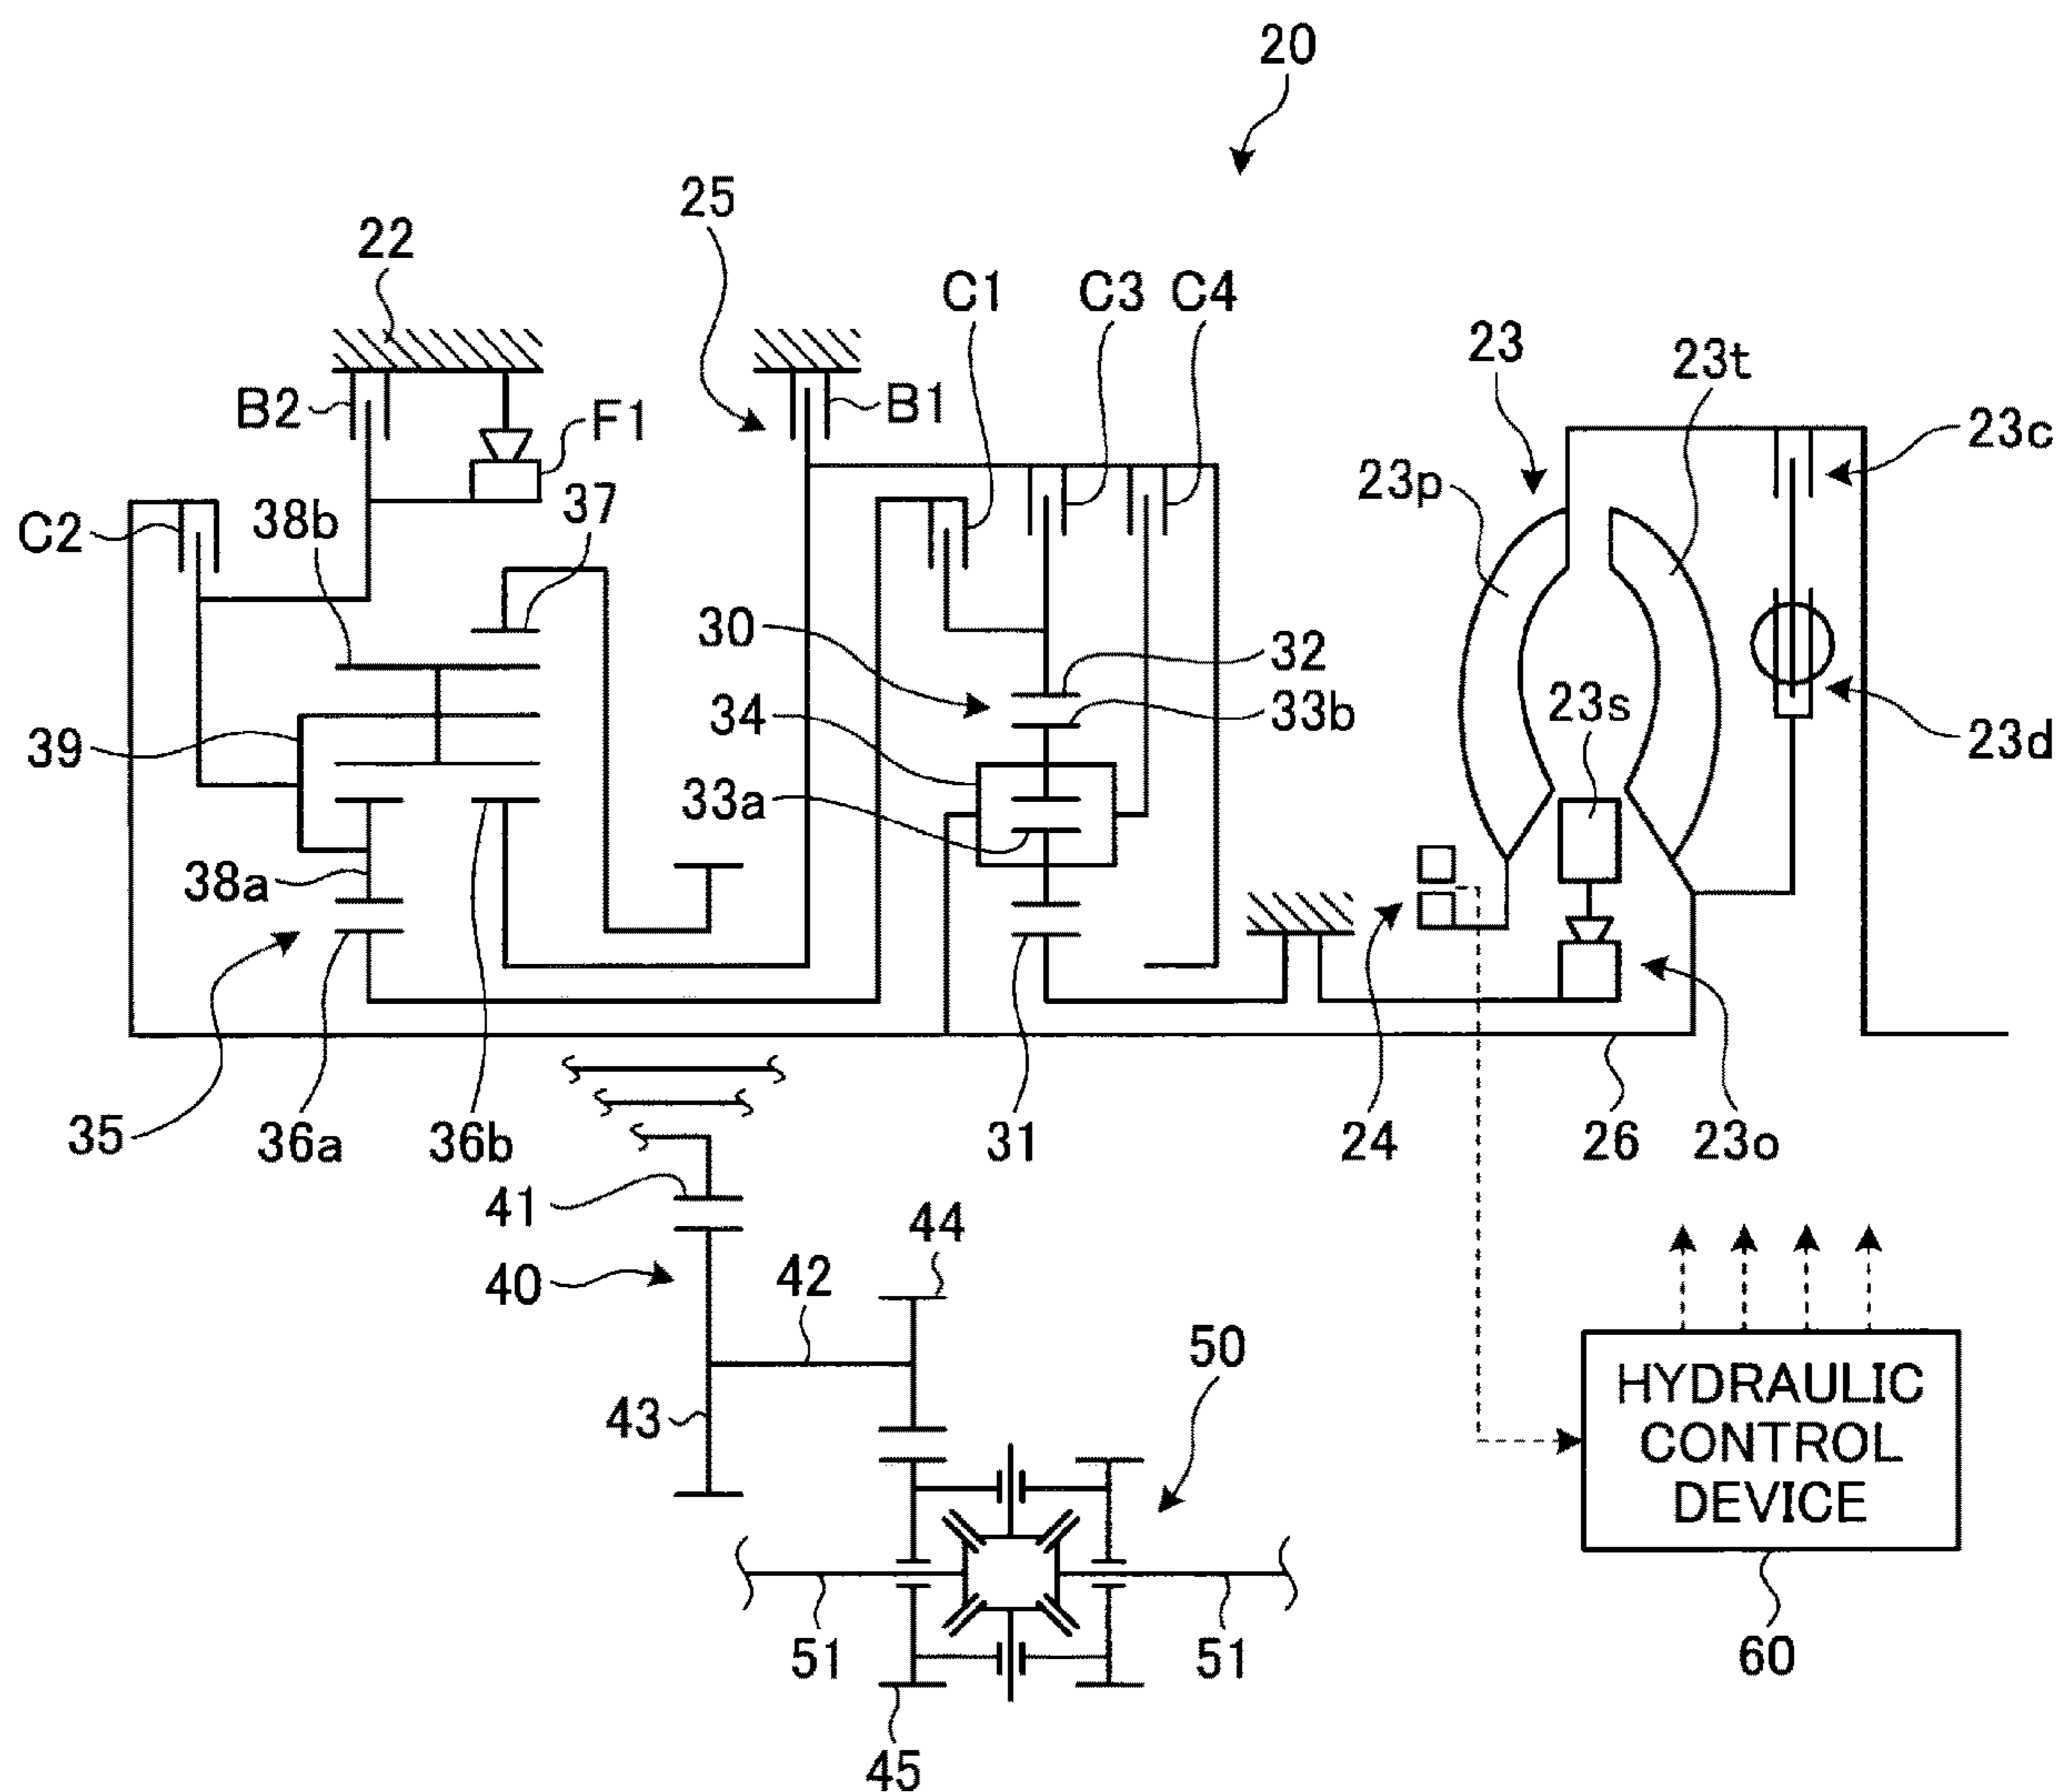 20
25
22
C1
C3
C4
23
23t
B2
F1
B1
23c
23p
C2
38b
37
30
32
23s
34
33b
39
33a
23d
38a
35
36a
36b
31
24
26
23o
41
44
40
42
50
43
HYDRAULIC
CONTROL
DEVICE
51
51
60
45